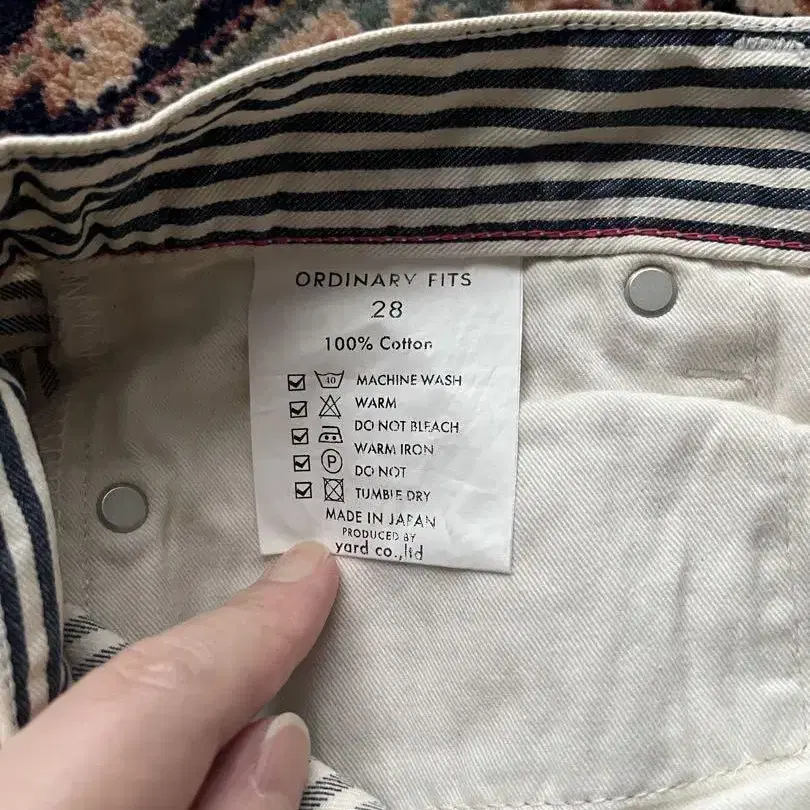 ORDINARY FITS
28
100% Cotton
40 MACHINE WASH
WARM
DO NOT BLEACH
WARM IRON
P DO NOT
TUMBLE DRY
MADE IN JAPAN
PRODUCED BY
yard co.,ltd